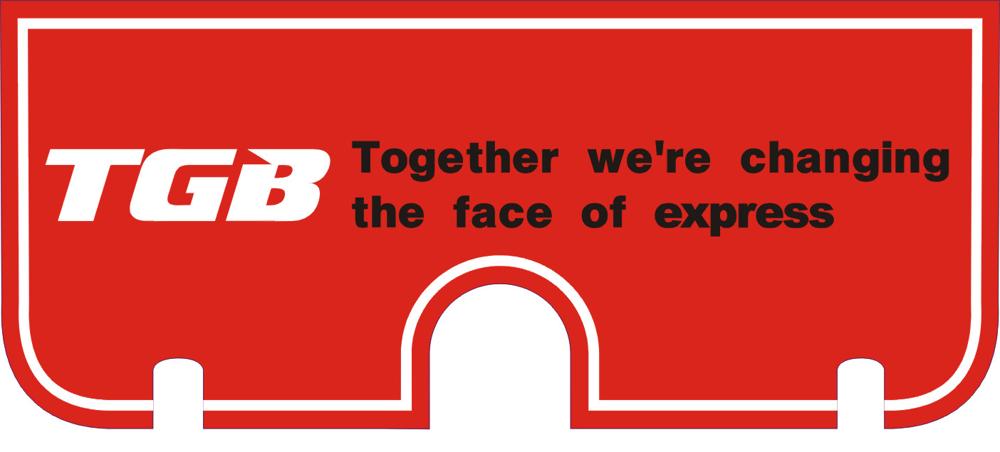 TGB
Together we're changing
the face of express